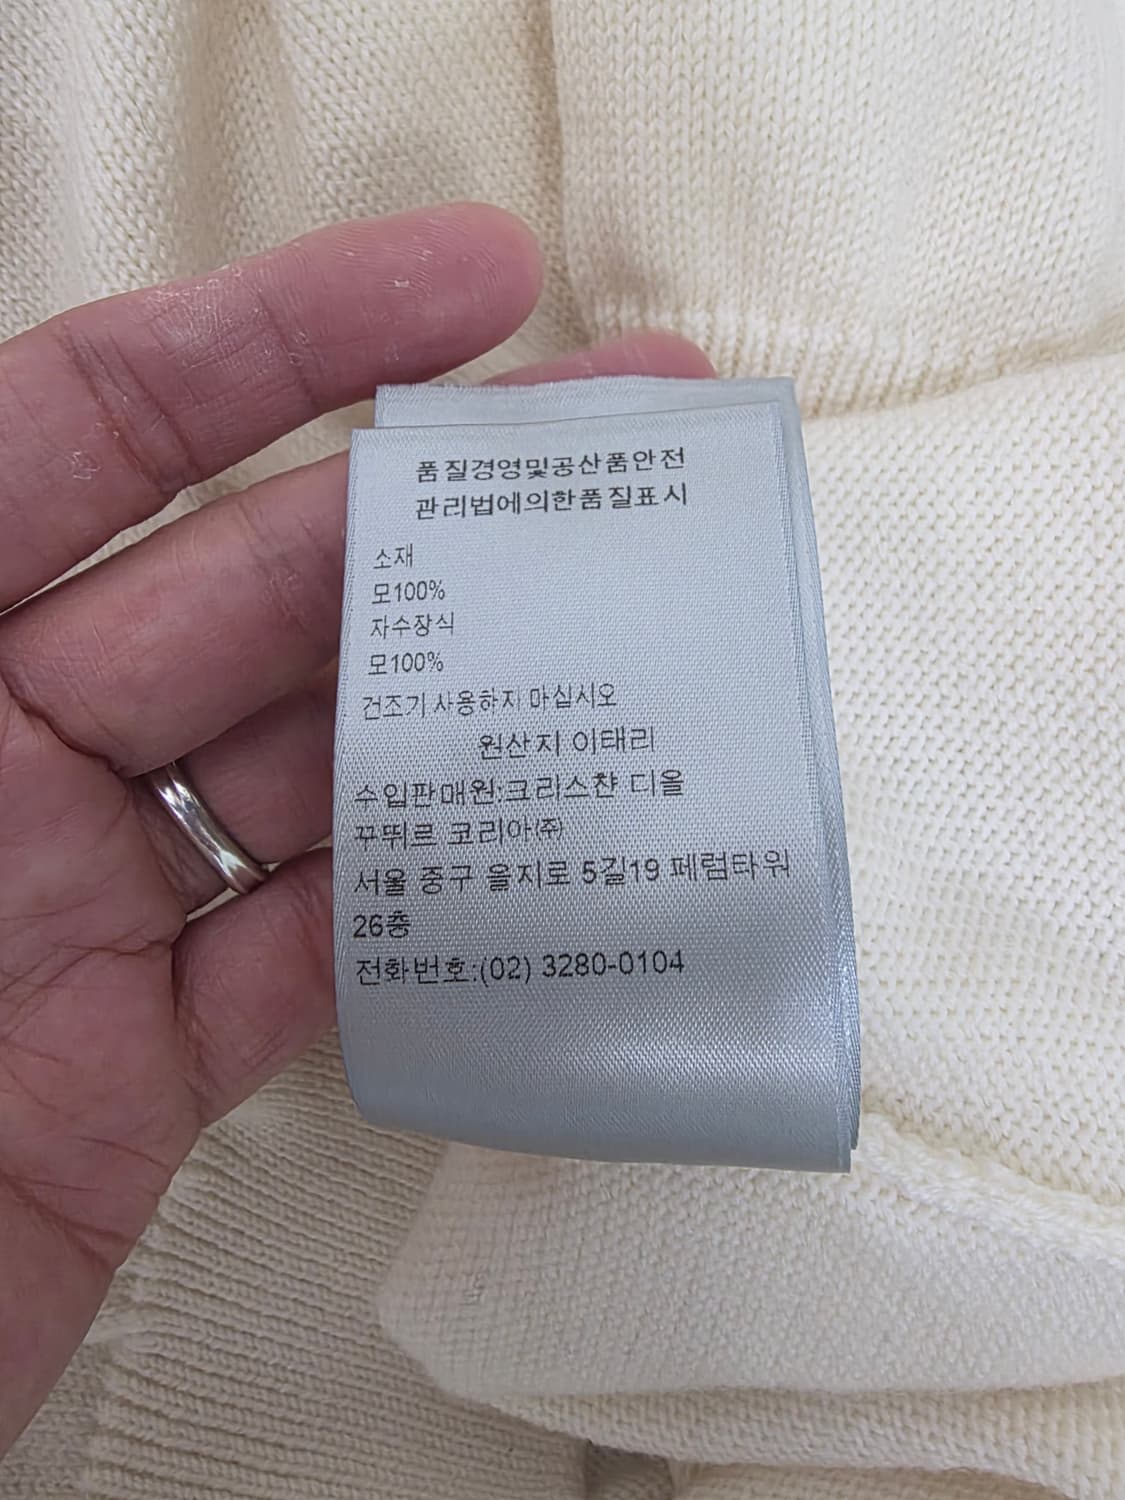 품질경영및공산품안전
관리법에의한품질표시
소재
모100%
자수장식
모100%
건조기 사용하지 마십시오
원산지 이태리
수입판매원:크리스챤 디올
꾸뛰르 코리아(주)
서울 중구 을지로 5길19 페럼타워
26층
전화번호:(02) 3280-0104